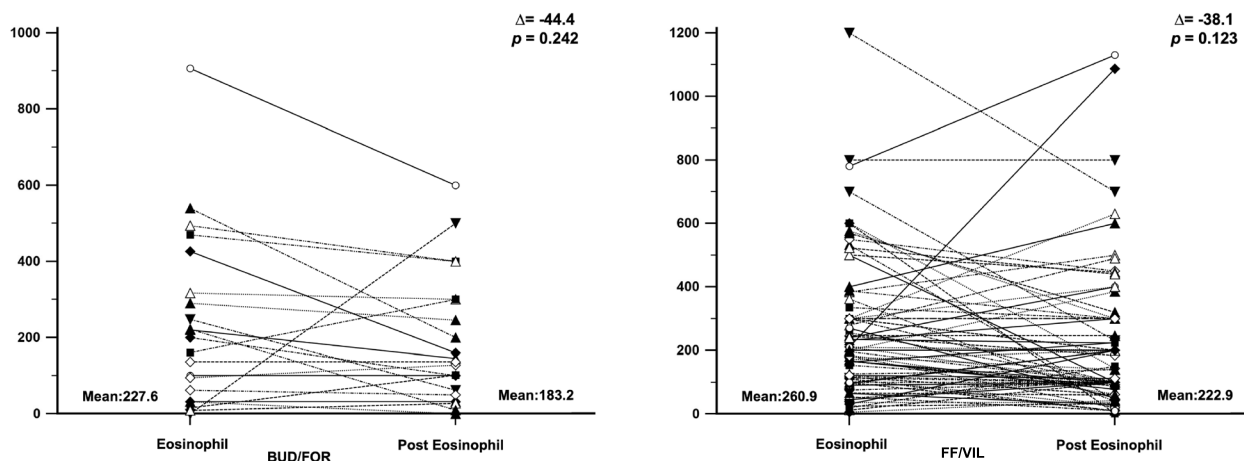 Δ= -44.4
p = 0.242
1000
800
600
400
200
0
Mean:227.6
Mean:183.2
Eosinophil
Post Eosinophil
BUD/FOR
Δ= -38.1
p = 0.123
1200
1000
800
600
400
200
0
Mean:260.9
Mean:222.9
Eosinophil
Post Eosinophil
FF/VIL